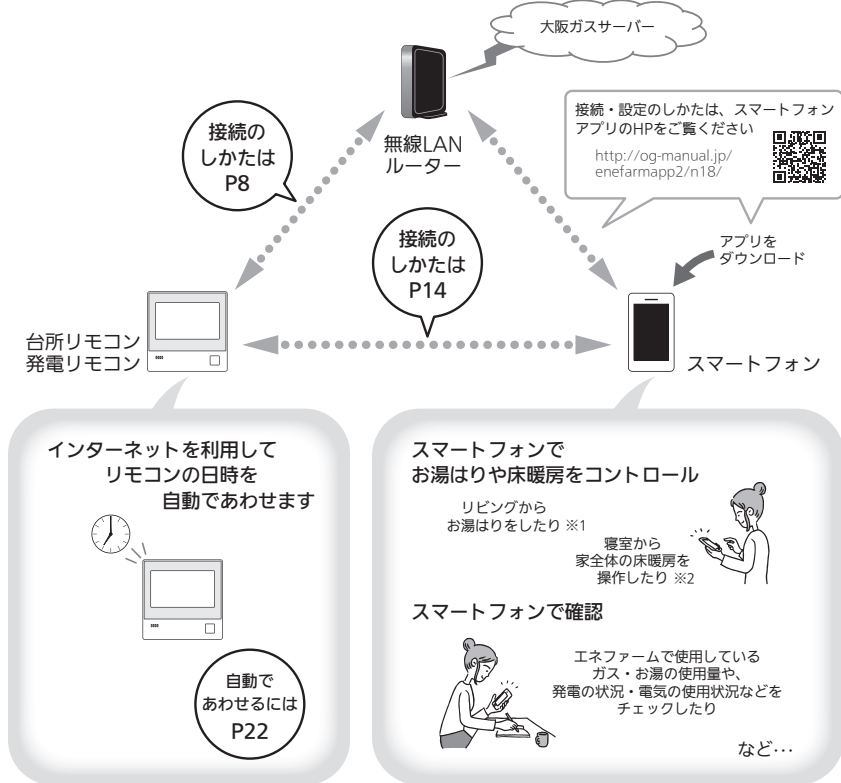 大阪ガスサーバー
接続・設定のしかたは、スマートフォン
アプリのHPをご覧ください
http://og-manual.jp/
enefarmapp2/n18/
無線LAN
ルーター
接続の
しかたは
P8
アプリを
ダウンロード
接続の
しかたは
P14
台所リモコン
発電リモコン
スマートフォン
インターネットを利用して
リモコンの日時を
自動であわせます
自動で
あわせるには
P22
スマートフォンで
お湯はりや床暖房をコントロール
リビングから
お湯はりをしたり ※1
寝室から
家全体の床暖房を
操作したり ※2
スマートフォンで確認
エネファームで使用している
ガス・お湯の使用量や、
発電の状況・電気の使用状況などを
チェックしたり
など…